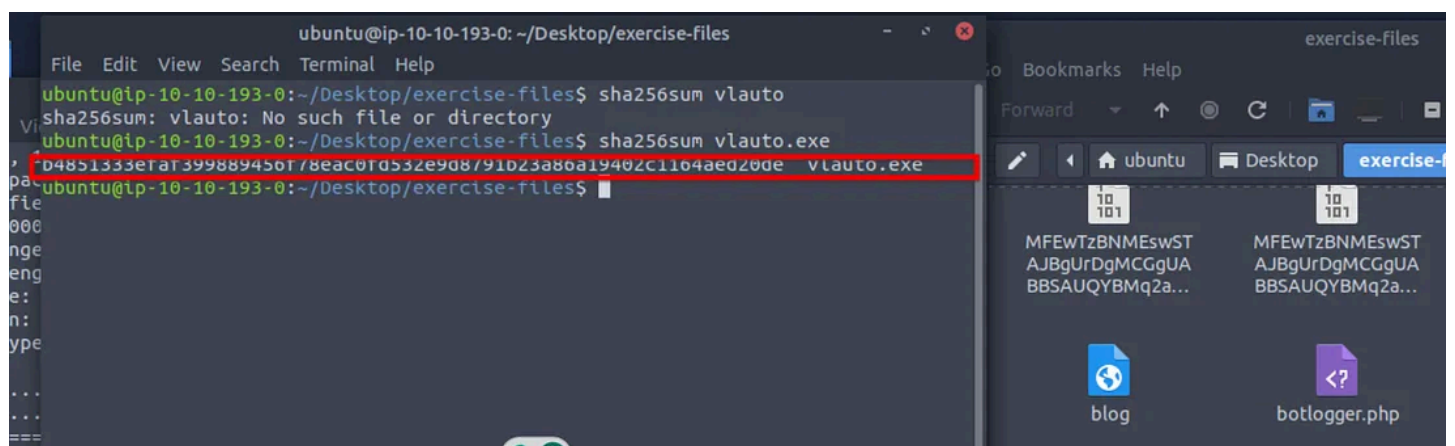 ubuntu@ip-10-10-193-0: ~/Desktop/exercise-files
File Edit View Search Terminal Help
ubuntu@ip-10-10-193-0:~/Desktop/exercise-files$ sha256sum vlauto
sha256sum: vlauto: No such file or directory
ubuntu@ip-10-10-193-0:~/Desktop/exercise-files$ sha256sum vlauto.exe
b4851333efaf399889456f78eac0fd532e9d8791b23a86a19402c1164aed20de vlauto.exe
ubuntu@ip-10-10-193-0:~/Desktop/exercise-files$
exercise-files
Go Bookmarks Help
Forward
ubuntu Desktop exercise-f
MFEwTzBNMEswST
AJBgUrDgMCGgUA
BBSAUQYBMq2a...
MFEwTzBNMEswST
AJBgUrDgMCGgUA
BBSAUQYBMq2a...
blog
botlogger.php